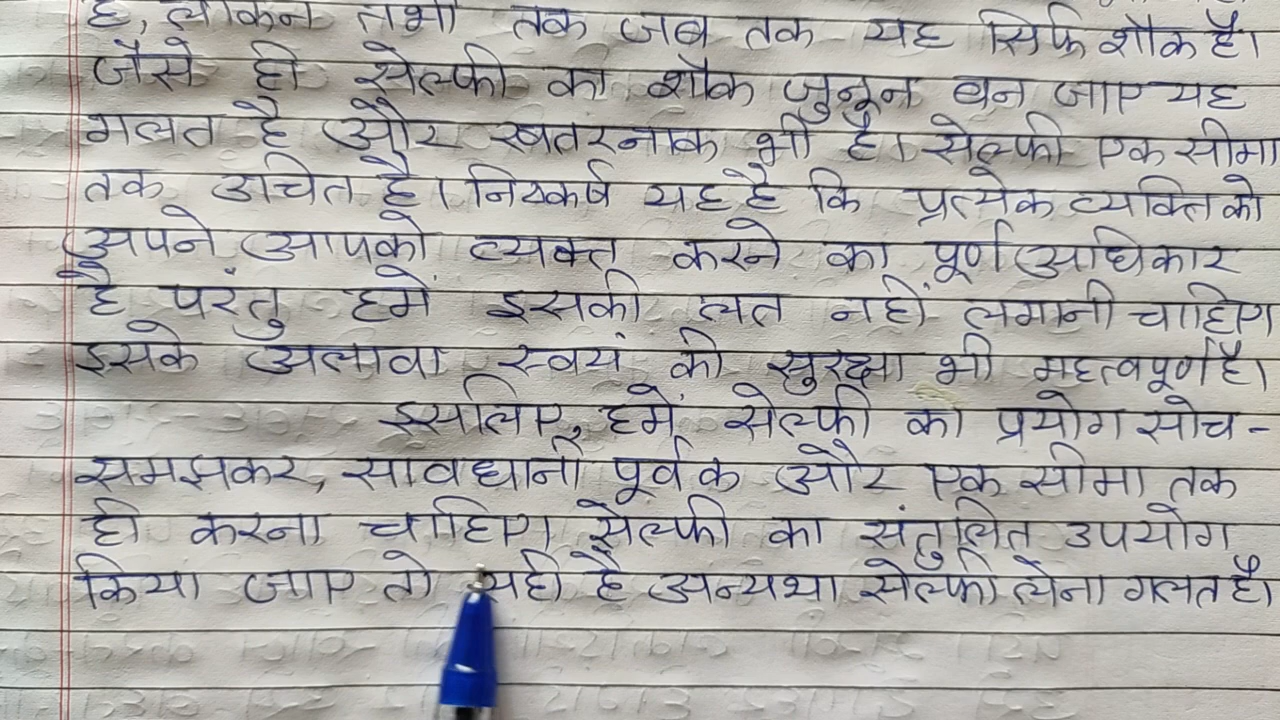 है, लेकिन तभी तक जब तक यह सिर्फ शौक है।
जैसे ही सेल्फी का शौक जुनून बन जाए यह
गलत है और खतरनाक भी है। सेल्फी एक सीमा
तक उचित है। निष्कर्ष यह है कि प्रत्येक व्यक्ति को
अपने आपको व्यक्त करने का पूर्ण अधिकार
है परंतु हमें इसकी लत नहीं लगानी चाहिए
इसके अलावा स्वयं की सुरक्षा भी महत्वपूर्ण है।
इसलिए, हमें सेल्फी का प्रयोग सोच-
समझकर, सावधानी पूर्वक और एक सीमा तक
ही करना चाहिए। सेल्फी का संतुलित उपयोग
किया जाए तो सही है अन्यथा सेल्फी लेना गलत है।